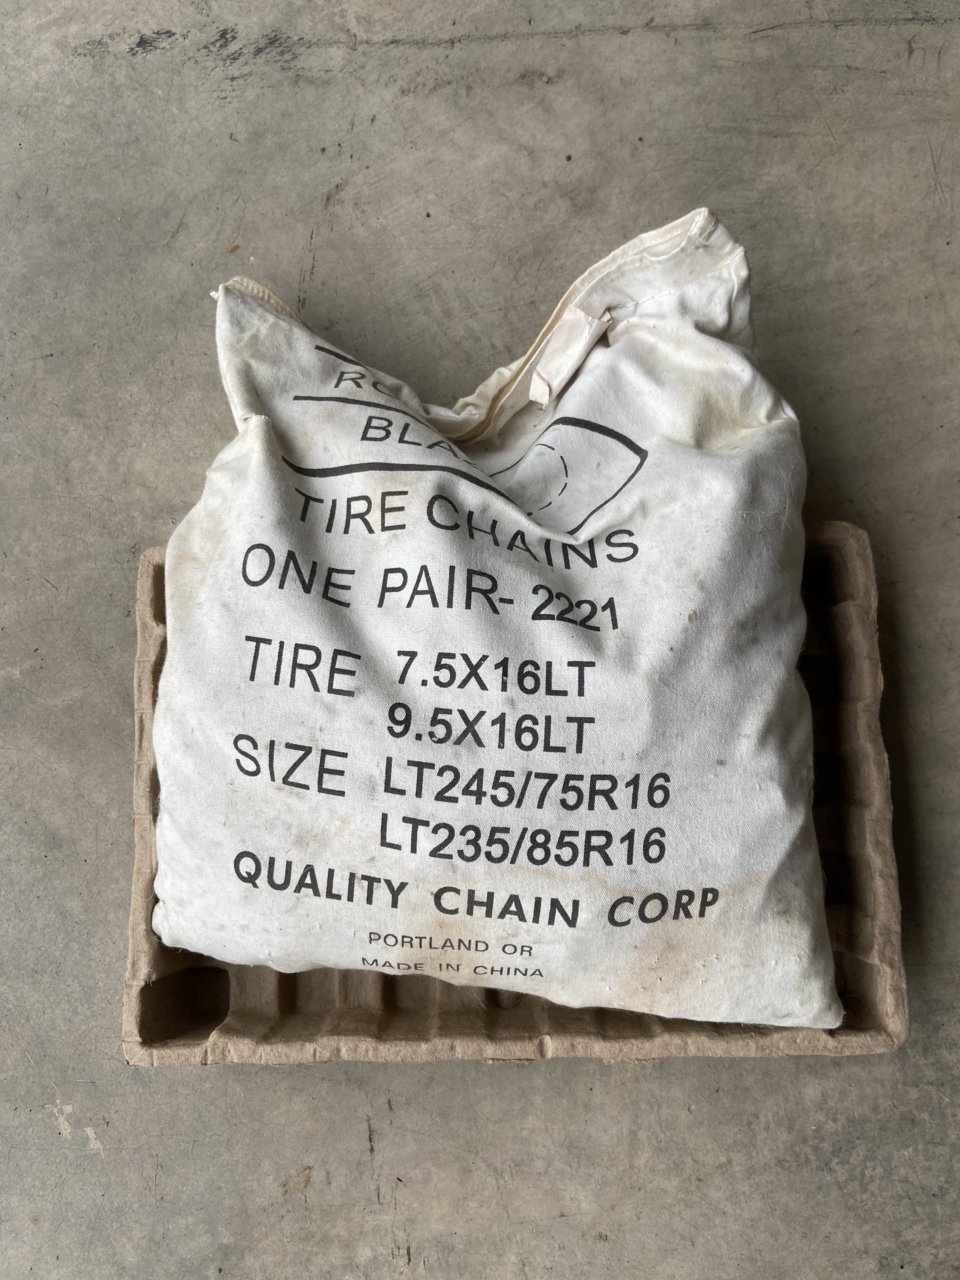 TIRE CHAINS
ONE PAIR- 2221
TIRE 7.5X16LT
9.5X16LT
SIZE LT245/75R16
LT235/85R16
QUALITY CHAIN CORP
PORTLAND OR
MADE IN CHINA